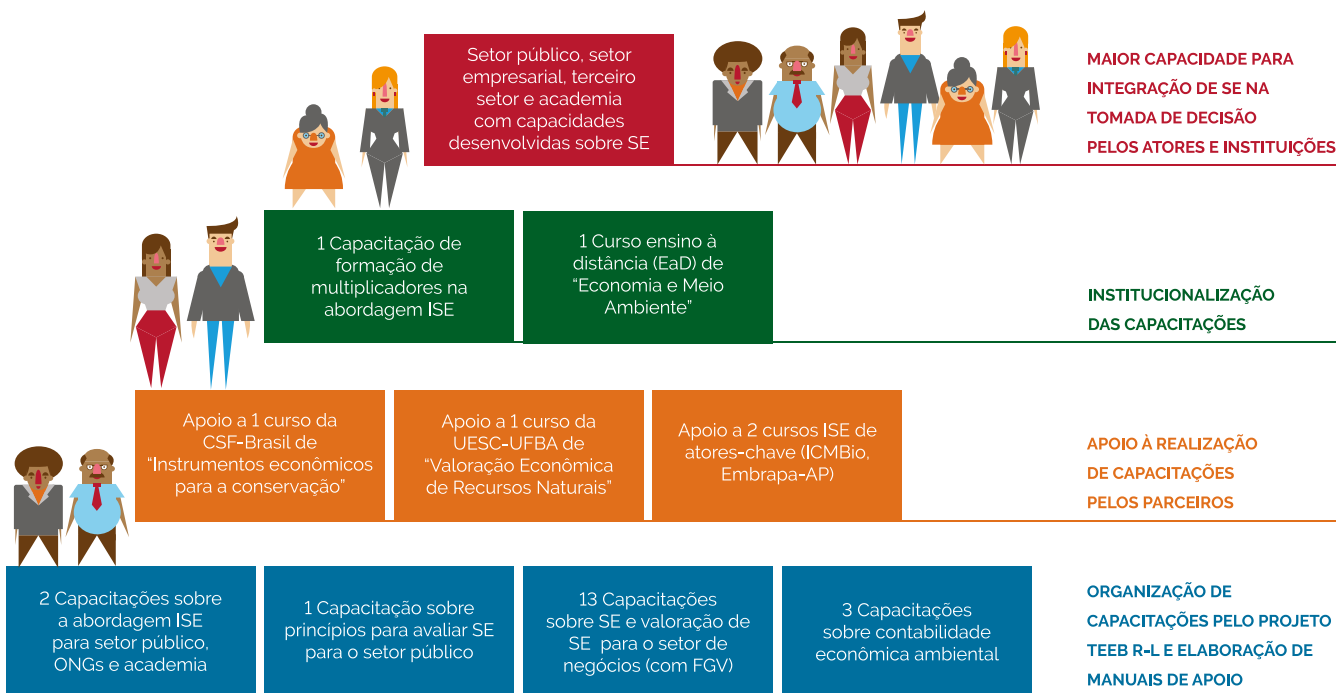 Setor público, setor
empresarial, terceiro
setor e academia
com capacidades
desenvolvidas sobre SE
MAIOR CAPACIDADE PARA
INTEGRAÇÃO DE SE NA
TOMADA DE DECISÃO
PELOS ATORES E INSTITUIÇÕES
1 Capacitação de
formação de
multiplicadores na
abordagem ISE
1 Curso ensino à
distância (EaD) de
“Economia e Meio
Ambiente”
INSTITUCIONALIZAÇÃO
DAS CAPACITAÇÕES
Apoio a 1 curso da
CSF-Brasil de
“Instrumentos econômicos
para a conservação”
Apoio a 1 curso da
UESC-UFBA de
“Valoração Econômica
de Recursos Naturais”
Apoio a 2 cursos ISE de
atores-chave (ICMBio,
Embrapa-AP)
APOIO À REALIZAÇÃO
DE CAPACITAÇÕES
PELOS PARCEIROS
2 Capacitações sobre
a abordagem ISE
para setor público,
ONGs e academia
1 Capacitação sobre
princípios para avaliar SE
para o setor público
13 Capacitações
sobre SE e valoração de
SE para o setor de
negócios (com FGV)
3 Capacitações
sobre contabilidade
econômica ambiental
ORGANIZAÇÃO DE
CAPACITAÇÕES PELO PROJETO
TEEB R-L E ELABORAÇÃO DE
MANUAIS DE APOIO